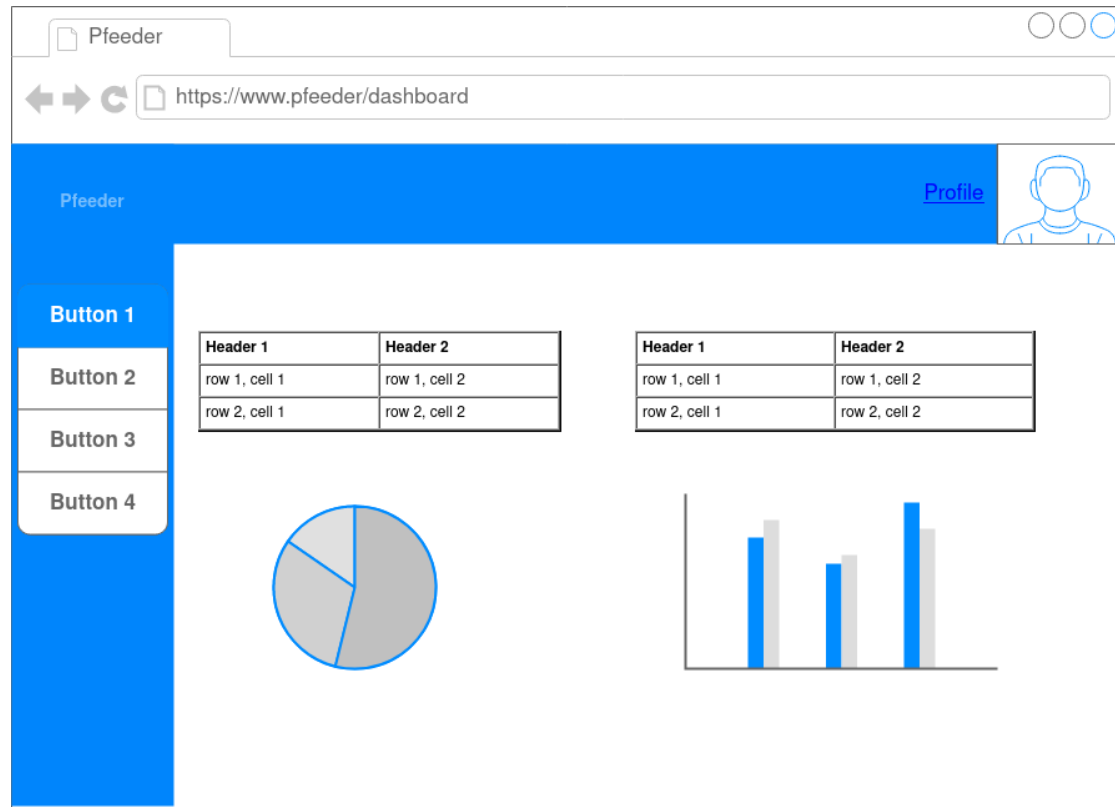 Pfeeder
https://www.pfeeder/dashboard
Pfeeder
Profile
Button 1
Button 2
Button 3
Button 4
Header 1 Header 2
row 1, cell 1 row 1, cell 2
row 2, cell 1 row 2, cell 2
Header 1 Header 2
row 1, cell 1 row 1, cell 2
row 2, cell 1 row 2, cell 2